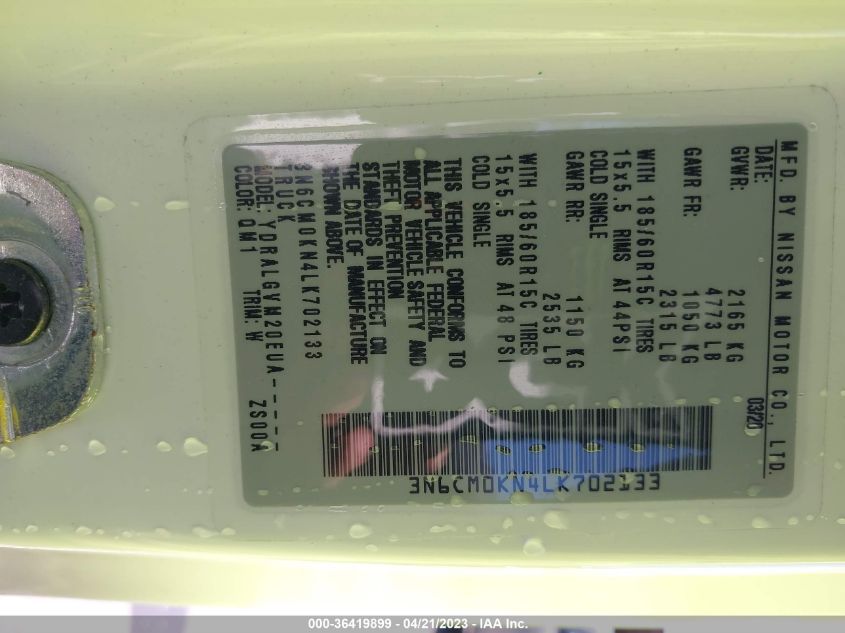 MFD. BY NISSAN MOTOR CO., LTD.
DATE: 03/20
GVWR: 2165 KG
4773 LB
GAWR FR: 1050 KG
2315 LB
WITH 185/60R15C TIRES
15x5.5 RIMS AT 44PSI
COLD SINGLE
GAWR RR: 1150 KG
2535 LB
WITH 185/60R15C TIRES
15x5.5 RIMS AT 48 PSI
COLD SINGLE
THIS VEHICLE CONFORMS TO
ALL APPLICABLE FEDERAL
MOTOR VEHICLE SAFETY AND
THEFT PREVENTION
STANDARDS IN EFFECT ON
THE DATE OF MANUFACTURE
SHOWN ABOVE.
3N6CM0KN4LK702133
TRUCK
MODEL: YDRALGVM20EUA-----
COLOR: QM1 TRIM: W ZS00A
3N6CM0KN4LK702133
000-36419899 - 04/21/2023 - IAA Inc.